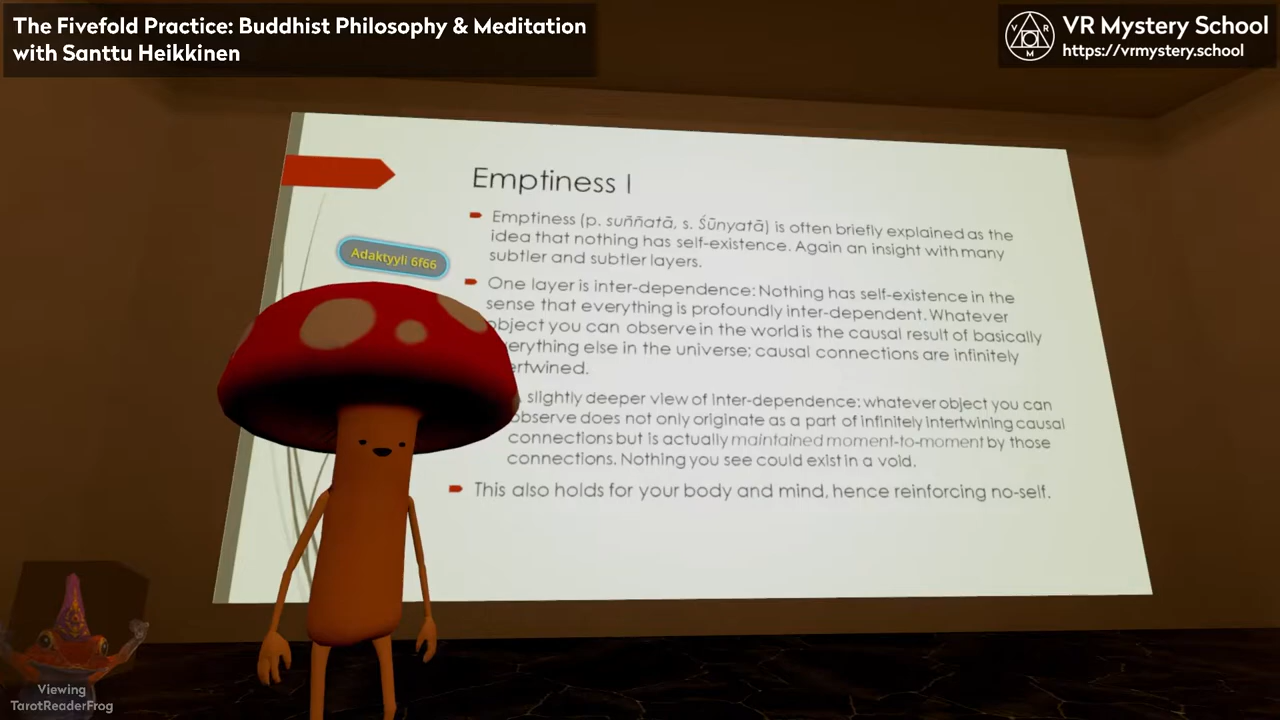 The Fivefold Practice: Buddhist Philosophy & Meditation
with Santtu Heikkinen
VR Mystery School
https://vrmystery.school
V R
M
Emptiness I
Emptiness (p. suññatā, s. Śūnyatā) is often briefly explained as the
idea that nothing has self-existence. Again an insight with many
subtler and subtler layers.
Adaktyyli 6f66
One layer is inter-dependence: Nothing has self-existence in the
sense that everything is profoundly inter-dependent. Whatever
object you can observe in the world is the causal result of basically
verything else in the universe; causal connections are infinitely
ertwined.
slightly deeper view of inter-dependence: whatever object you can
observe does not only originate as a part of infinitely intertwining causal
connections but is actually maintained moment-to-moment by those
connections. Nothing you see could exist in a void.
This also holds for your body and mind, hence reinforcing no-self.
Viewing
TarotReaderFrog